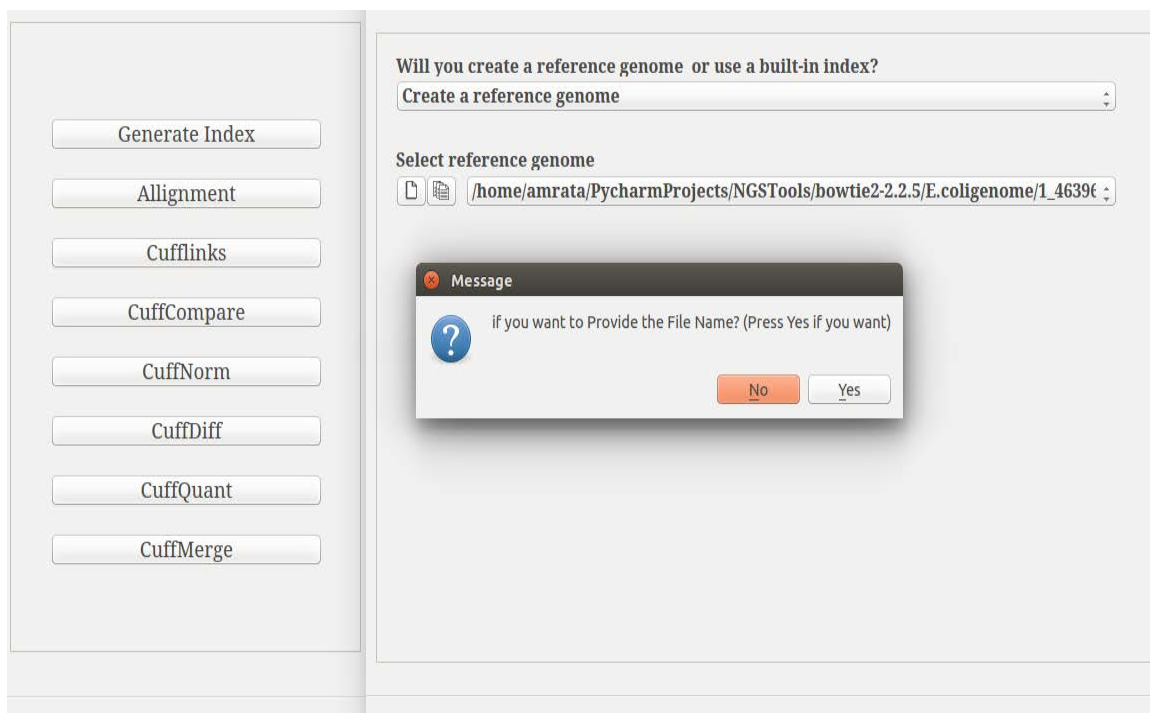 Generate Index
Allignment
Cufflinks
CuffCompare
CuffNorm
CuffDiff
CuffQuant
CuffMerge
Will you create a reference genome or use a built-in index?
Create a reference genome
Select reference genome
/home/amrata/PycharmProjects/NGSTools/bowtie2-2.2.5/E.coligenome/1_46396
Message
if you want to Provide the File Name? (Press Yes if you want)
No
Yes